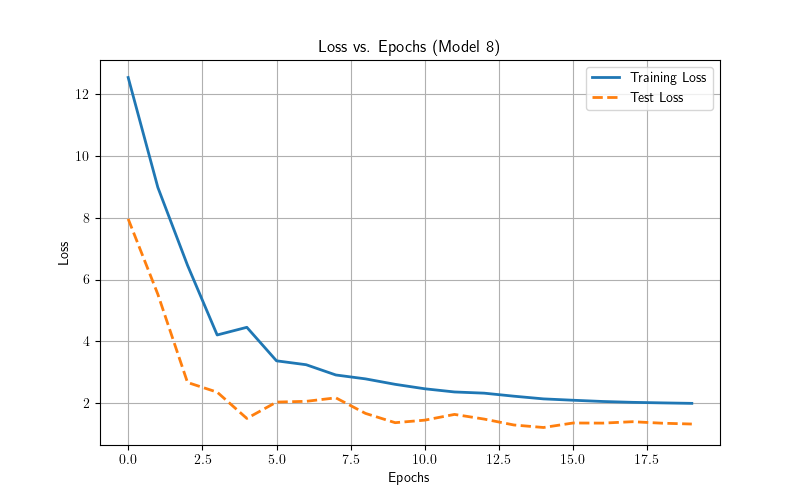 Loss vs. Epochs (Model 8)
Training Loss
Test Loss
12
10
8
6
4
2
Loss
0.0 2.5 5.0 7.5 10.0 12.5 15.0 17.5
Epochs